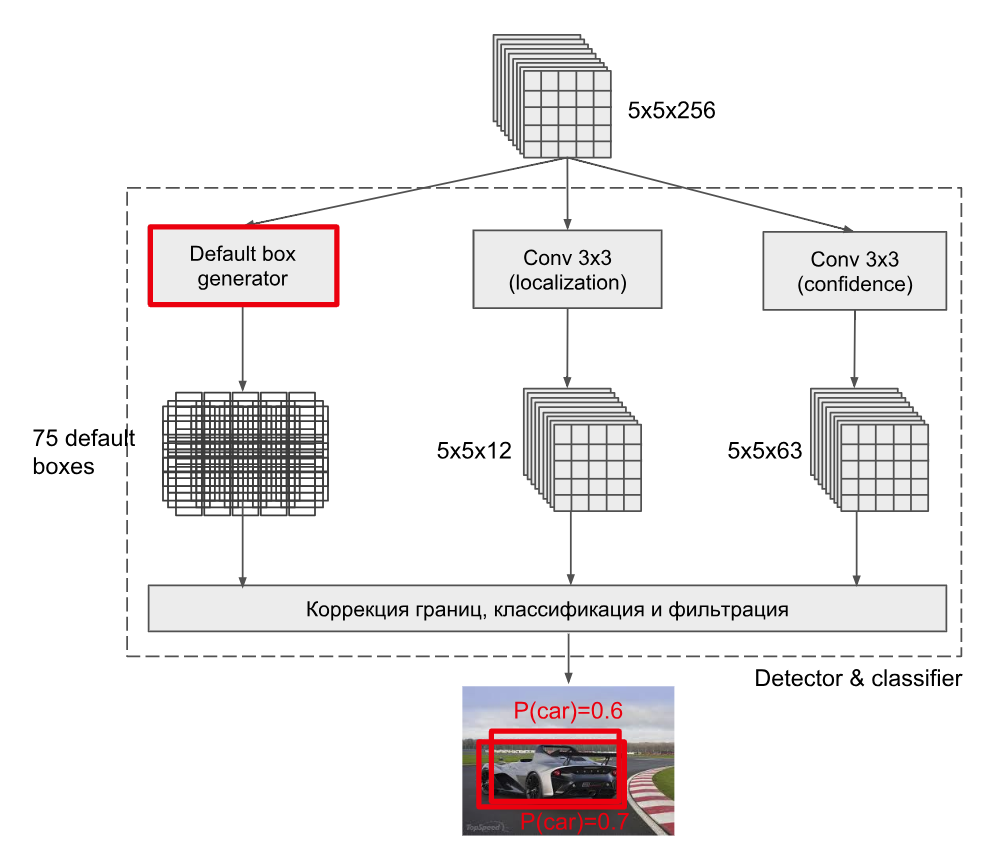 5x5x256
Default box
generator
Conv 3x3
(localization)
Conv 3x3
(confidence)
75 default
boxes
5x5x12
5x5x63
Коррекция границ, классификация и фильтрация
Detector & classifier
P(car)=0.6
P(car)=0.7
TopSpeed